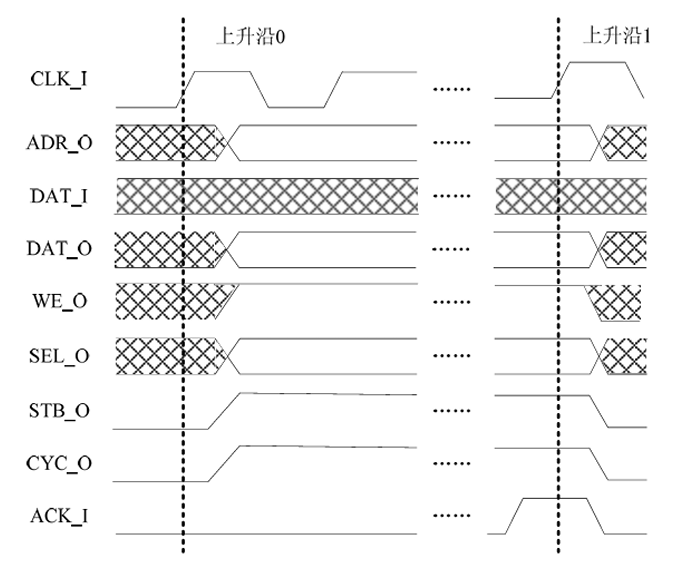 上升沿0
上升沿1
CLK_I
......
ADR_O
......
DAT_I
......
DAT_O
......
WE_O
......
SEL_O
......
STB_O
......
CYC_O
......
ACK_I
......